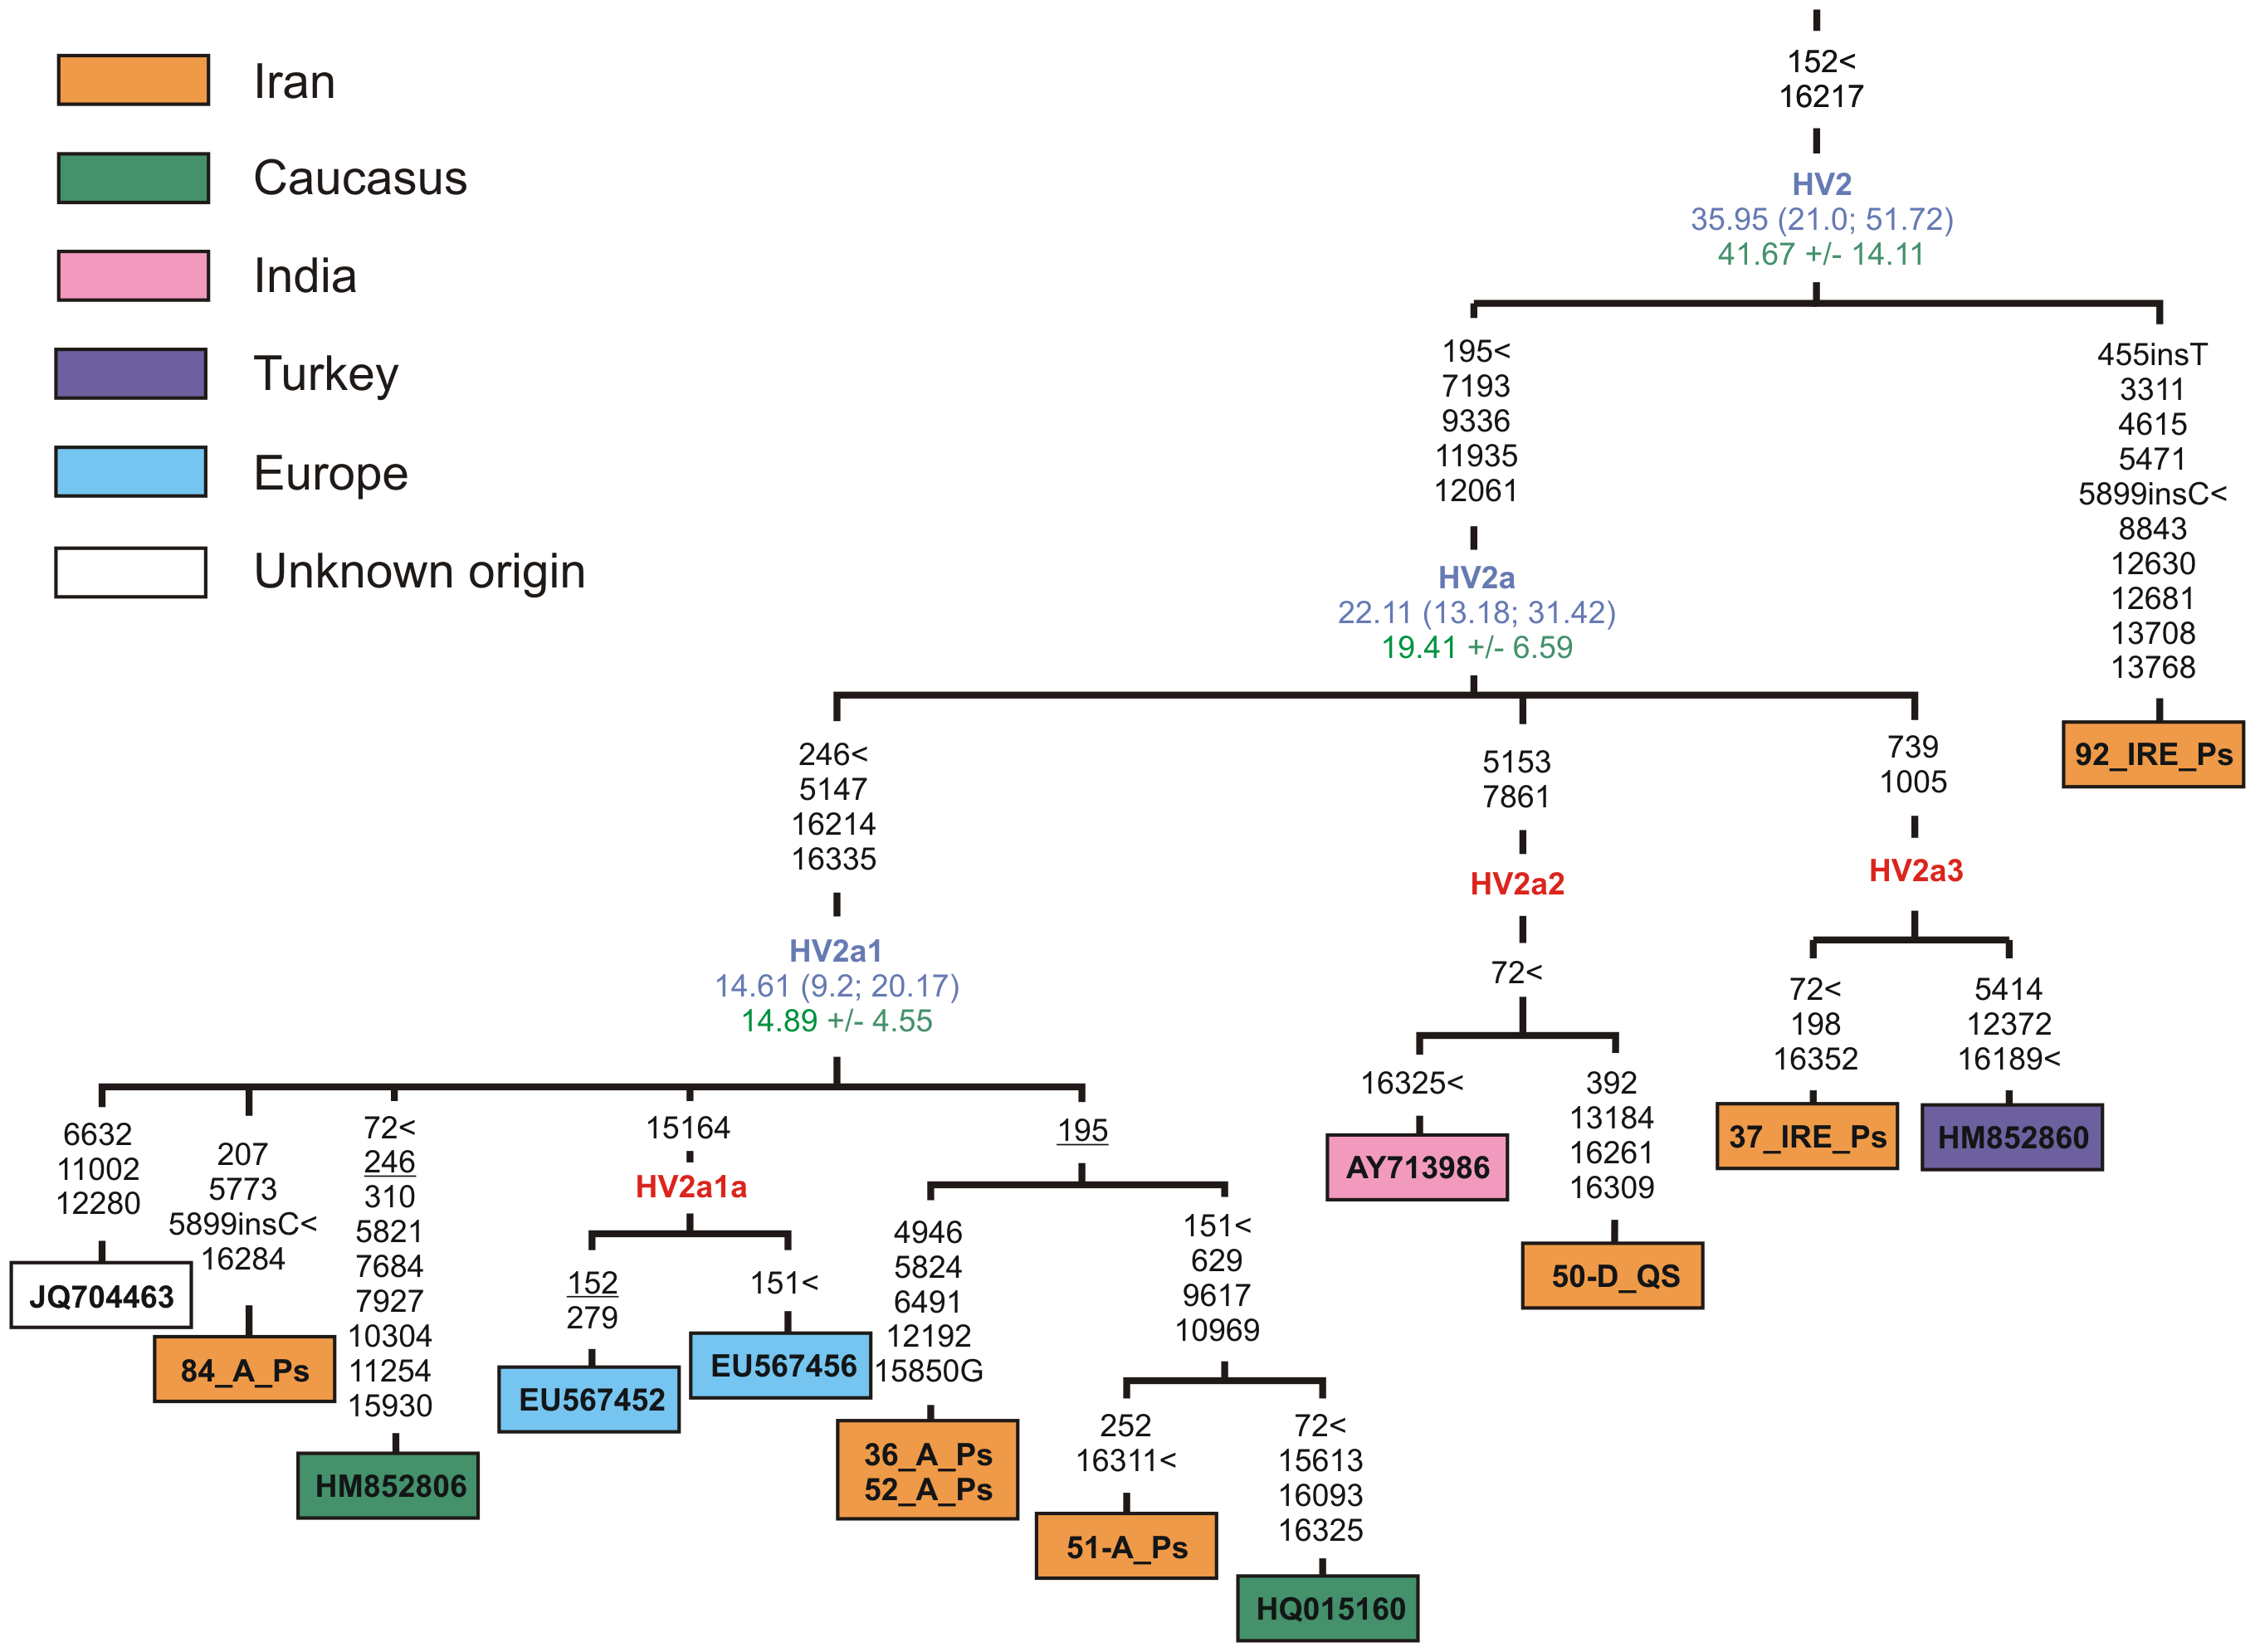 Iran
Caucasus
India
Turkey
Europe
Unknown origin
152<
16217
HV2
35.95 (21.0; 51.72)
41.67 +/- 14.11
195<
7193
9336
11935
12061
455insT
3311
4615
5471
5899insC<
8843
12630
12681
13708
13768
92_IRE_Ps
HV2a
22.11 (13.18; 31.42)
19.41 +/- 6.59
246<
5147
16214
16335
5153
7861
739
1005
HV2a2
HV2a3
HV2a1
14.61 (9.2; 20.17)
14.89 +/- 4.55
72<
72<
198
16352
5414
12372
16189<
16325<
392
13184
16261
16309
37_IRE_Ps
HM852860
AY713986
50-D_QS
6632
11002
12280
JQ704463
207
5773
5899insC<
16284
84_A_Ps
72<
246
310
5821
7684
7927
10304
11254
15930
HM852806
15164
HV2a1a
152
279
EU567452
151<
EU567456
195
4946
5824
6491
12192
15850G
36_A_Ps
52_A_Ps
151<
629
9617
10969
252
16311<
51-A_Ps
72<
15613
16093
16325
HQ015160